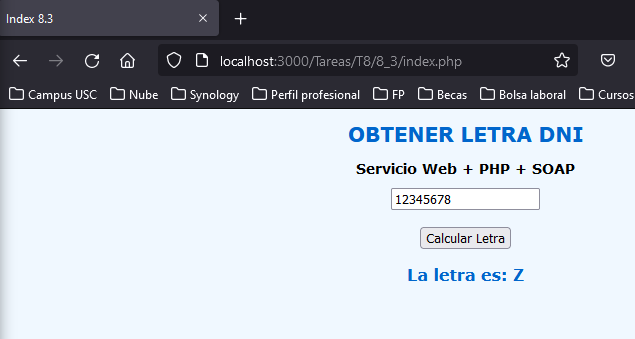 Index 8.3
localhost:3000/Tareas/T8/8_3/index.php
Campus USC Nube Synology Perfil profesional FP Becas Bolsa laboral Cursos
OBTENER LETRA DNI
Servicio Web + PHP + SOAP
12345678
Calcular Letra
La letra es: Z